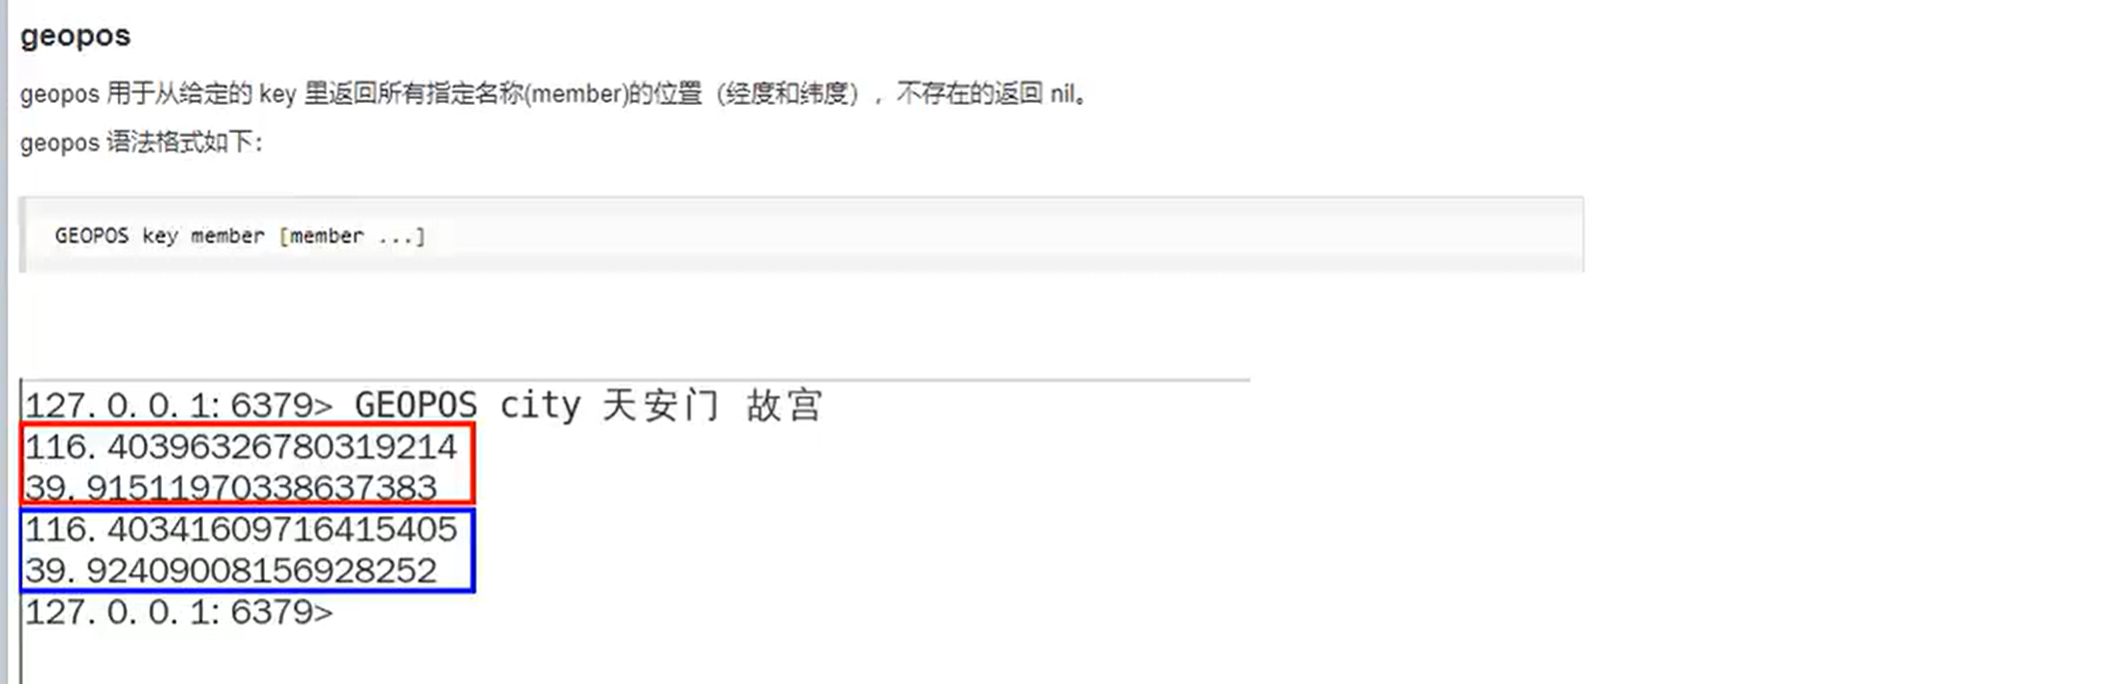 geopos
geopos 用于从给定的 key 里返回所有指定名称(member)的位置（经度和纬度），不存在的返回 nil。
geopos 语法格式如下：
GEOPOS key member [member ...]
127.0.0.1:6379> GEOPOS city 天安门 故宫
116.40396326780319214
39.91511970338637383
116.40341609716415405
39.92409008156928252
127.0.0.1:6379>